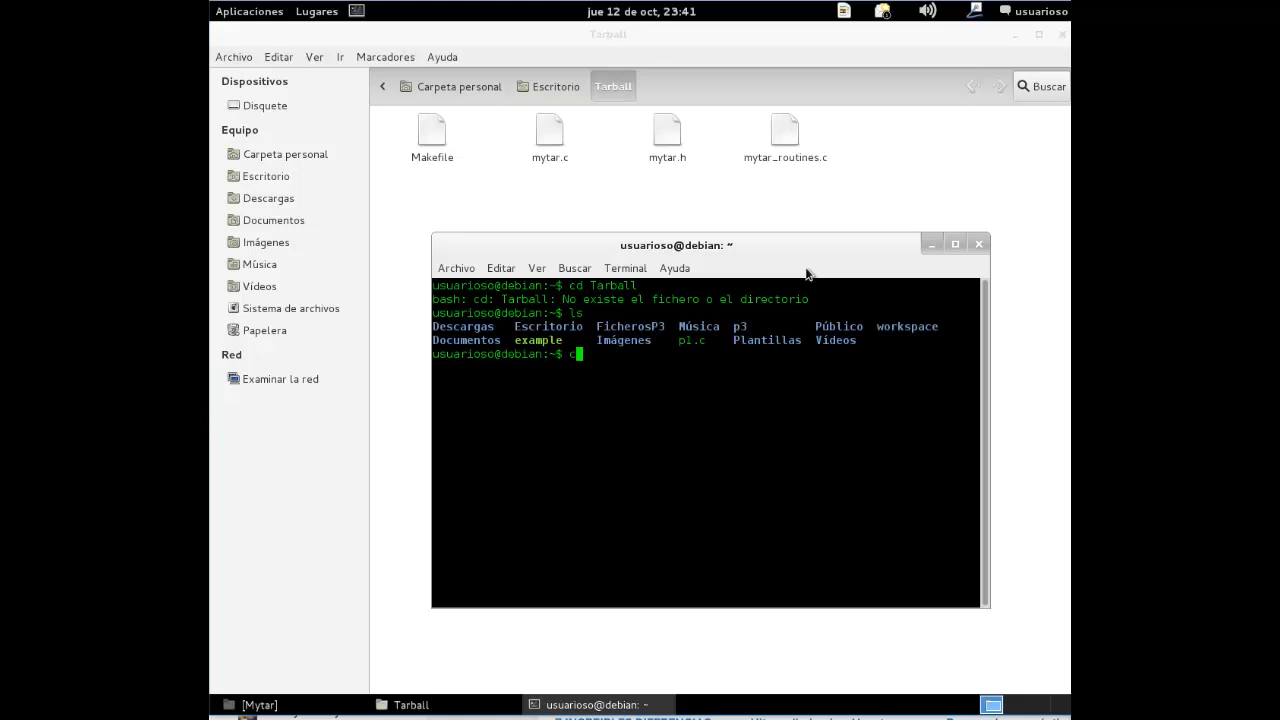 Aplicaciones Lugares jue 12 de oct, 23:41 usuarioso
Tarball
Archivo Editar Ver Ir Marcadores Ayuda
Dispositivos
Carpeta personal Escritorio Tarball Buscar
Disquete
Equipo
Carpeta personal
Escritorio
Descargas
Documentos
Imágenes
Música
Vídeos
Sistema de archivos
Papelera
Red
Examinar la red
Makefile mytar.c mytar.h mytar_routines.c
usuarioso@debian: ~
Archivo Editar Ver Buscar Terminal Ayuda
usuarioso@debian:~$ cd Tarball
bash: cd: Tarball: No existe el fichero o el directorio
usuarioso@debian:~$ ls
Descargas Escritorio FicherosP3 Música p3 Público workspace
Documentos example Imágenes p1.c Plantillas Vídeos
usuarioso@debian:~$ c
[Mytar] Tarball usuarioso@debian: ~